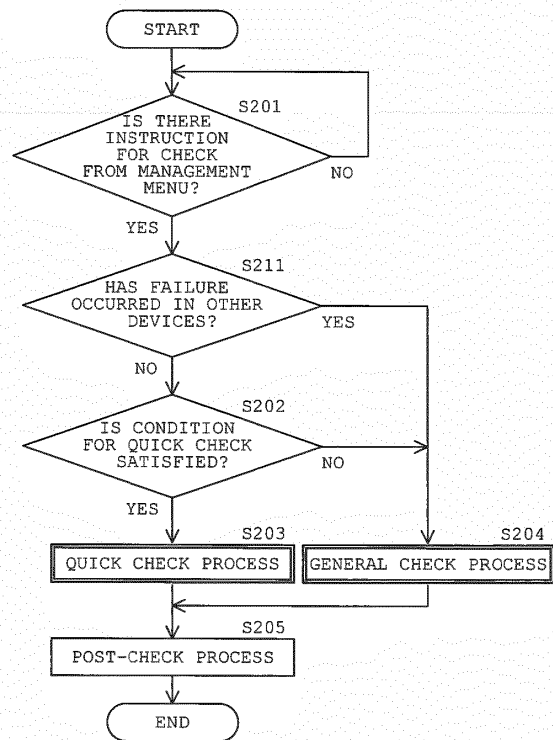 START
S201
IS THERE
INSTRUCTION
FOR CHECK
FROM MANAGEMENT
MENU?
NO
YES
S211
HAS FAILURE
OCCURRED IN OTHER
DEVICES?
YES
NO
S202
IS CONDITION
FOR QUICK CHECK
SATISFIED?
NO
YES
S203
S204
QUICK CHECK PROCESS
GENERAL CHECK PROCESS
S205
POST-CHECK PROCESS
END